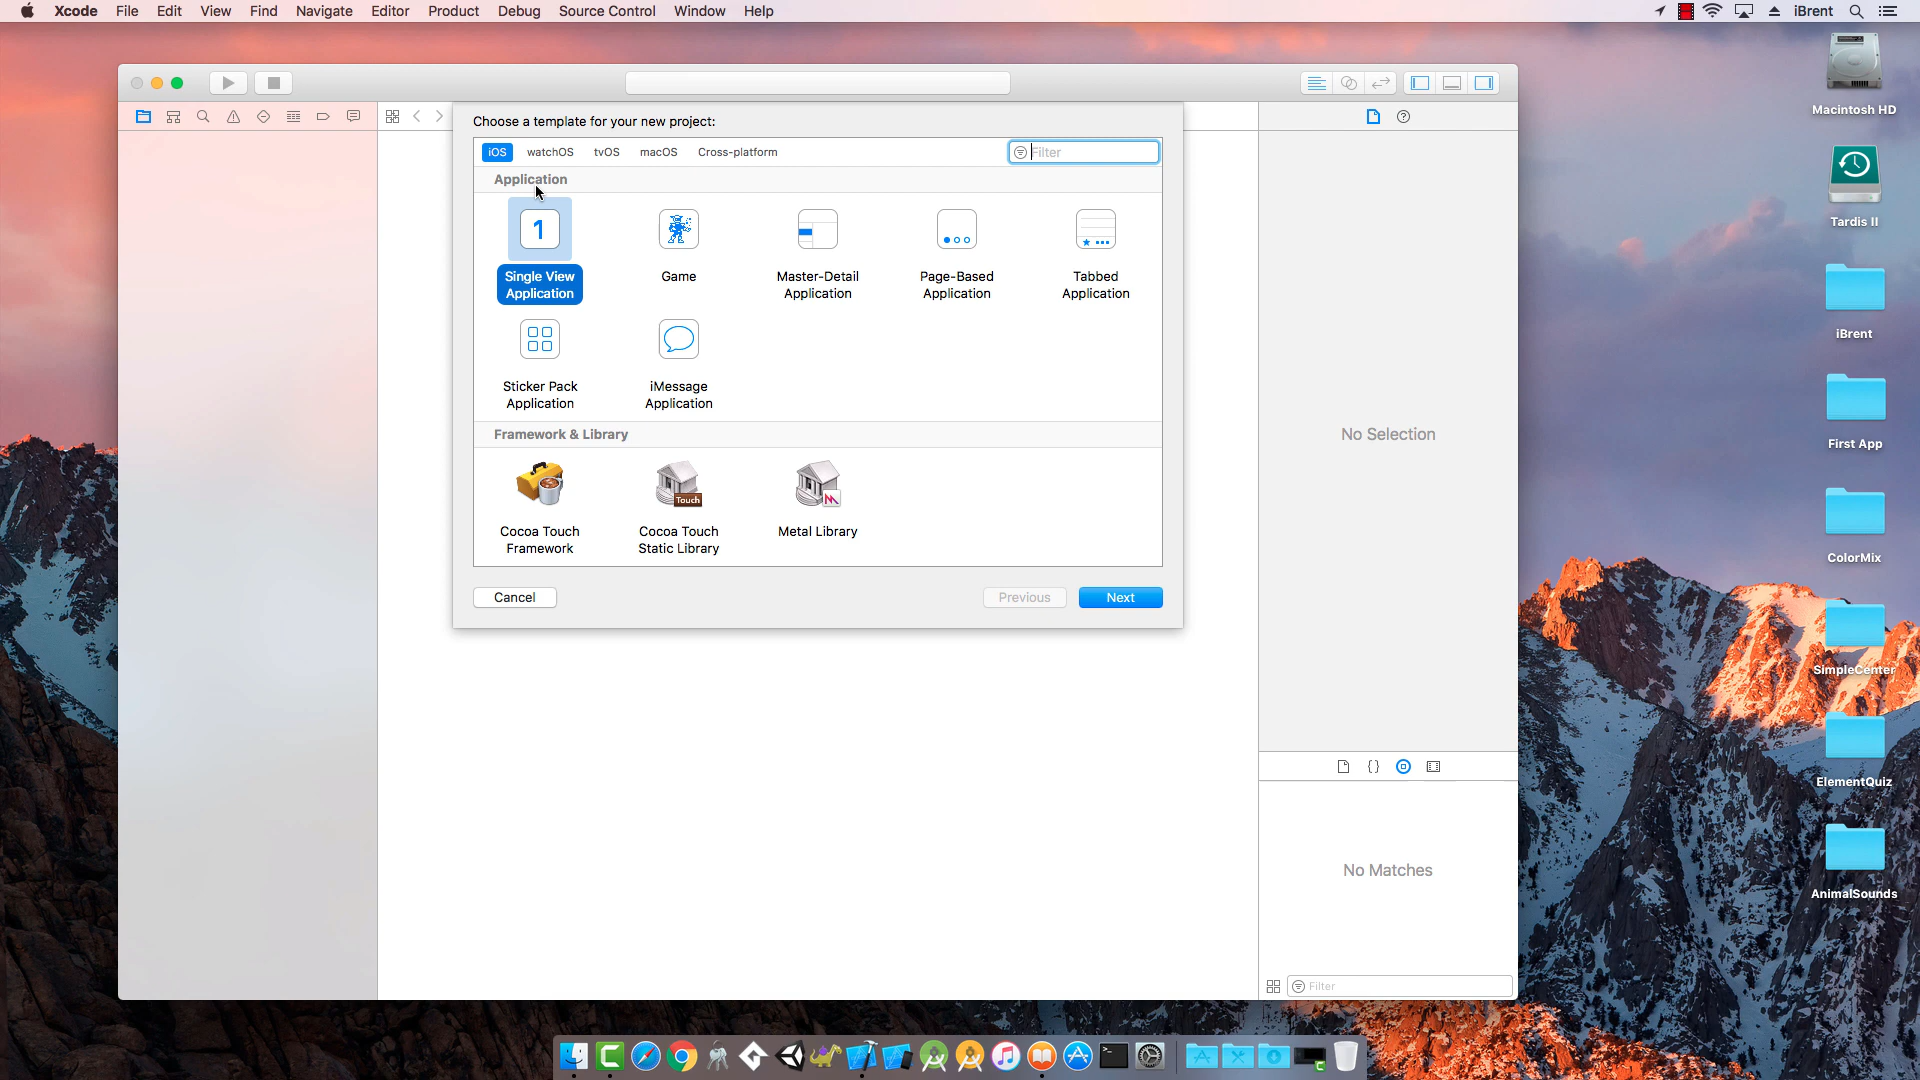 Xcode File Edit View Find Navigate Editor Product Debug Source Control Window Help iBrent
Choose a template for your new project:
iOS watchOS tvOS macOS Cross-platform Filter
Application
1
Single View
Application
Game
Master-Detail
Application
Page-Based
Application
Tabbed
Application
Sticker Pack
Application
iMessage
Application
Framework & Library
Touch
Cocoa Touch
Framework
Cocoa Touch
Static Library
Metal Library
Cancel Previous Next
No Selection
No Matches
Filter
Macintosh HD
Tardis II
iBrent
First App
ColorMix
SimpleCenter
ElementQuiz
AnimalSounds